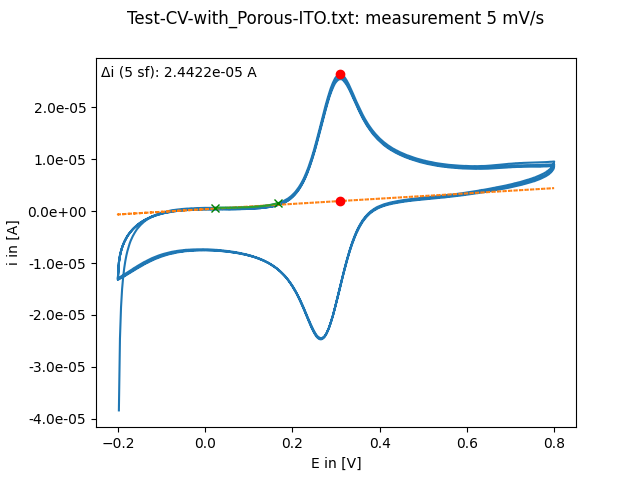 Test-CV-with_Porous-ITO.txt: measurement 5 mV/s
Δi (5 sf): 2.4422e-05 A
2.0e-05
1.0e-05
0.0e+00
-1.0e-05
-2.0e-05
-3.0e-05
-4.0e-05
i in [A]
−0.2 0.0 0.2 0.4 0.6 0.8
E in [V]